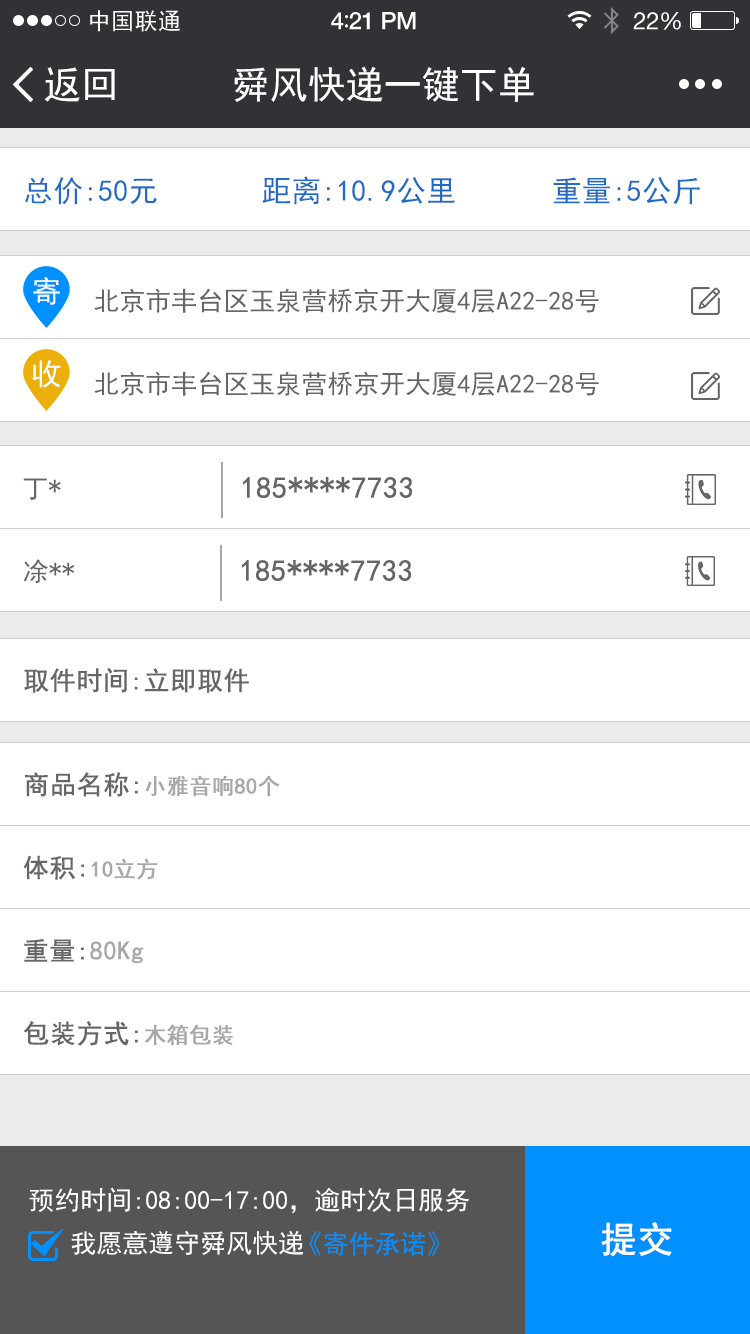 中国联通 4:21 PM 22%
返回 舜风快递一键下单
总价:50元 距离:10.9公里 重量:5公斤
寄 北京市丰台区玉泉营桥京开大厦4层A22-28号
收 北京市丰台区玉泉营桥京开大厦4层A22-28号
丁* 185****7733
凃** 185****7733
取件时间:立即取件
商品名称:小雅音响80个
体积:10立方
重量:80Kg
包装方式:木箱包装
预约时间:08:00-17:00, 逾时次日服务
我愿意遵守舜风快递《寄件承诺》
提交